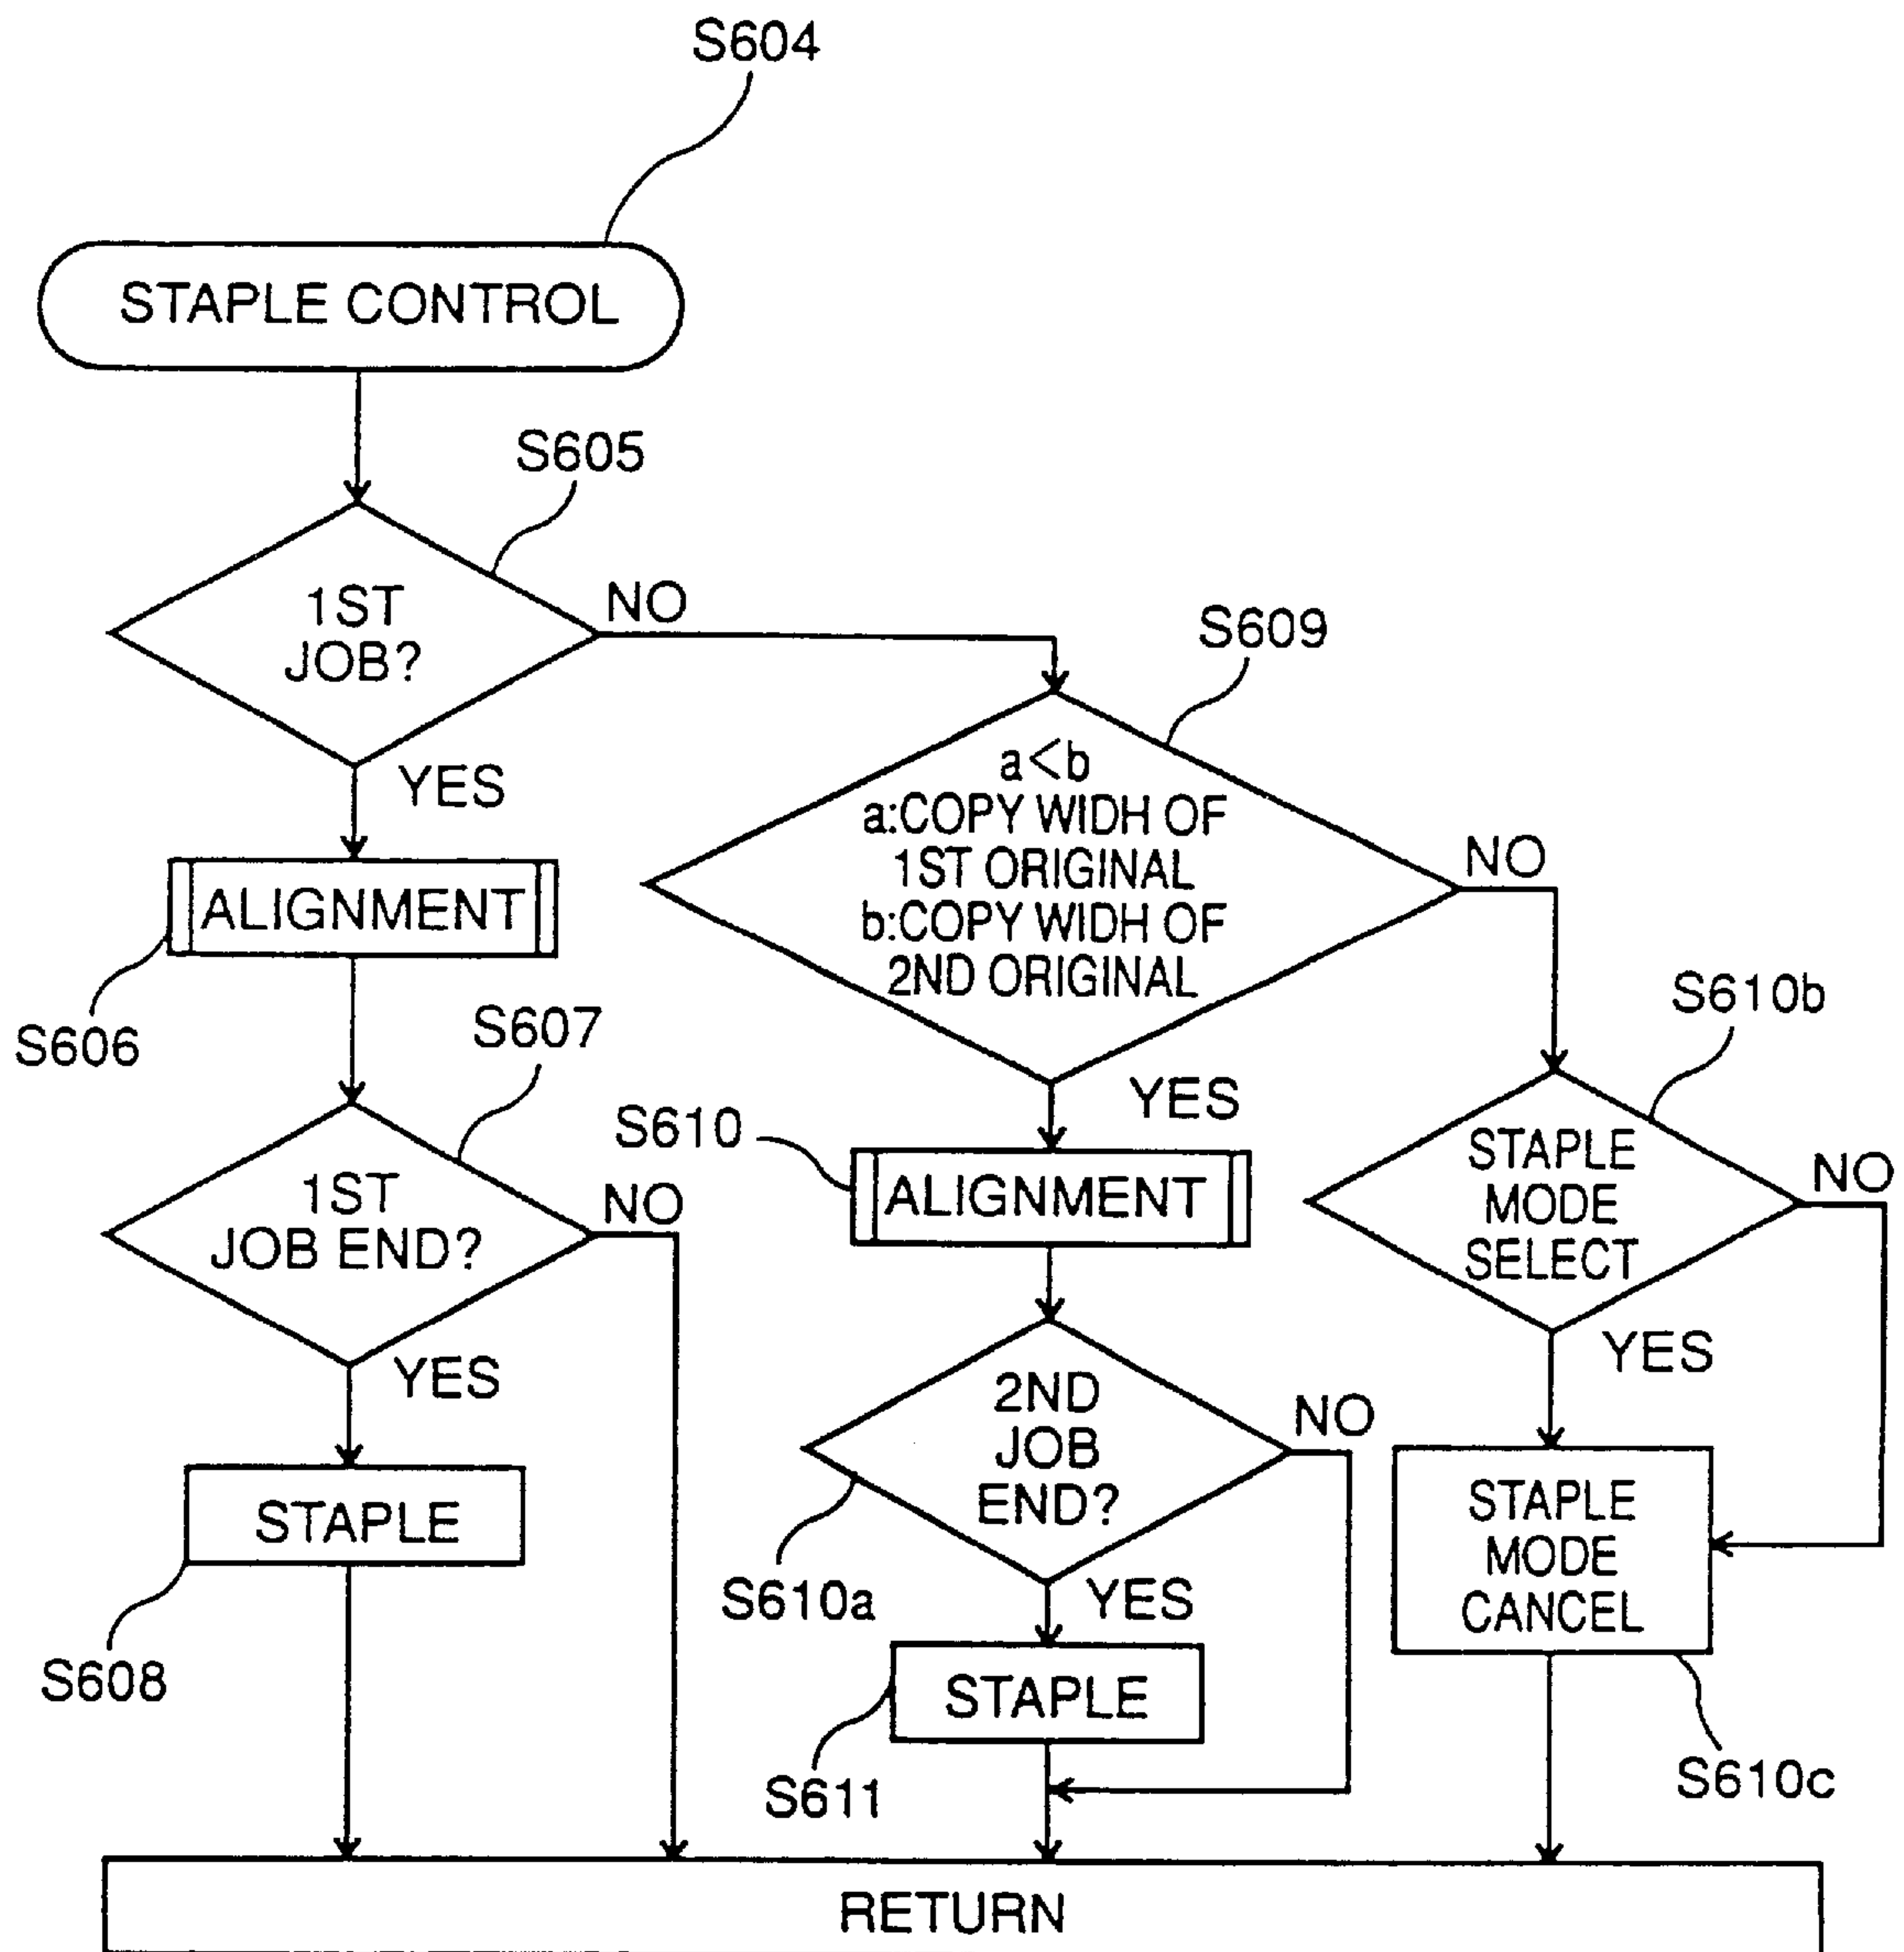 S604
STAPLE CONTROL
S605
1ST
JOB?
NO
YES
S609
a<b
a:COPY WIDH OF
1ST ORIGINAL
b:COPY WIDH OF
2ND ORIGINAL
NO
YES
ALIGNMENT
S606
S607
1ST
JOB END?
NO
YES
STAPLE
S608
S610
ALIGNMENT
2ND
JOB
END?
NO
S610a
YES
STAPLE
S611
S610b
STAPLE
MODE
SELECT
NO
YES
STAPLE
MODE
CANCEL
S610c
RETURN